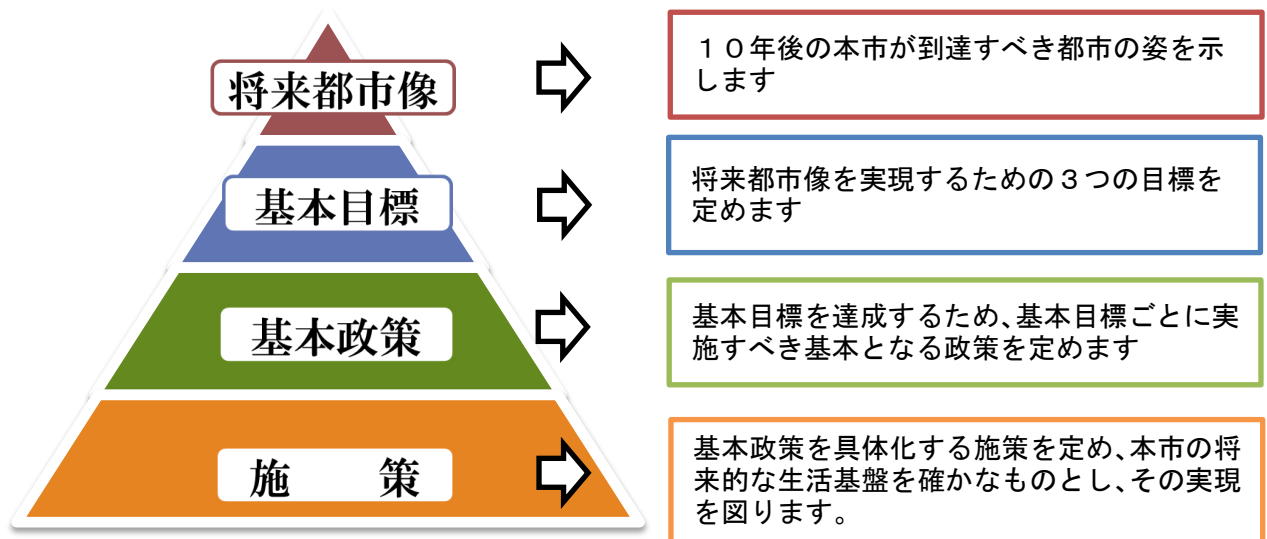 将来都市像
１０年後の本市が到達すべき都市の姿を示
します
基本目標
将来都市像を実現するための３つの目標を
定めます
基本政策
基本目標を達成するため、基本目標ごとに実
施すべき基本となる政策を定めます
施　　策
基本政策を具体化する施策を定め、本市の将
来的な生活基盤を確かなものとし、その実現
を図ります。